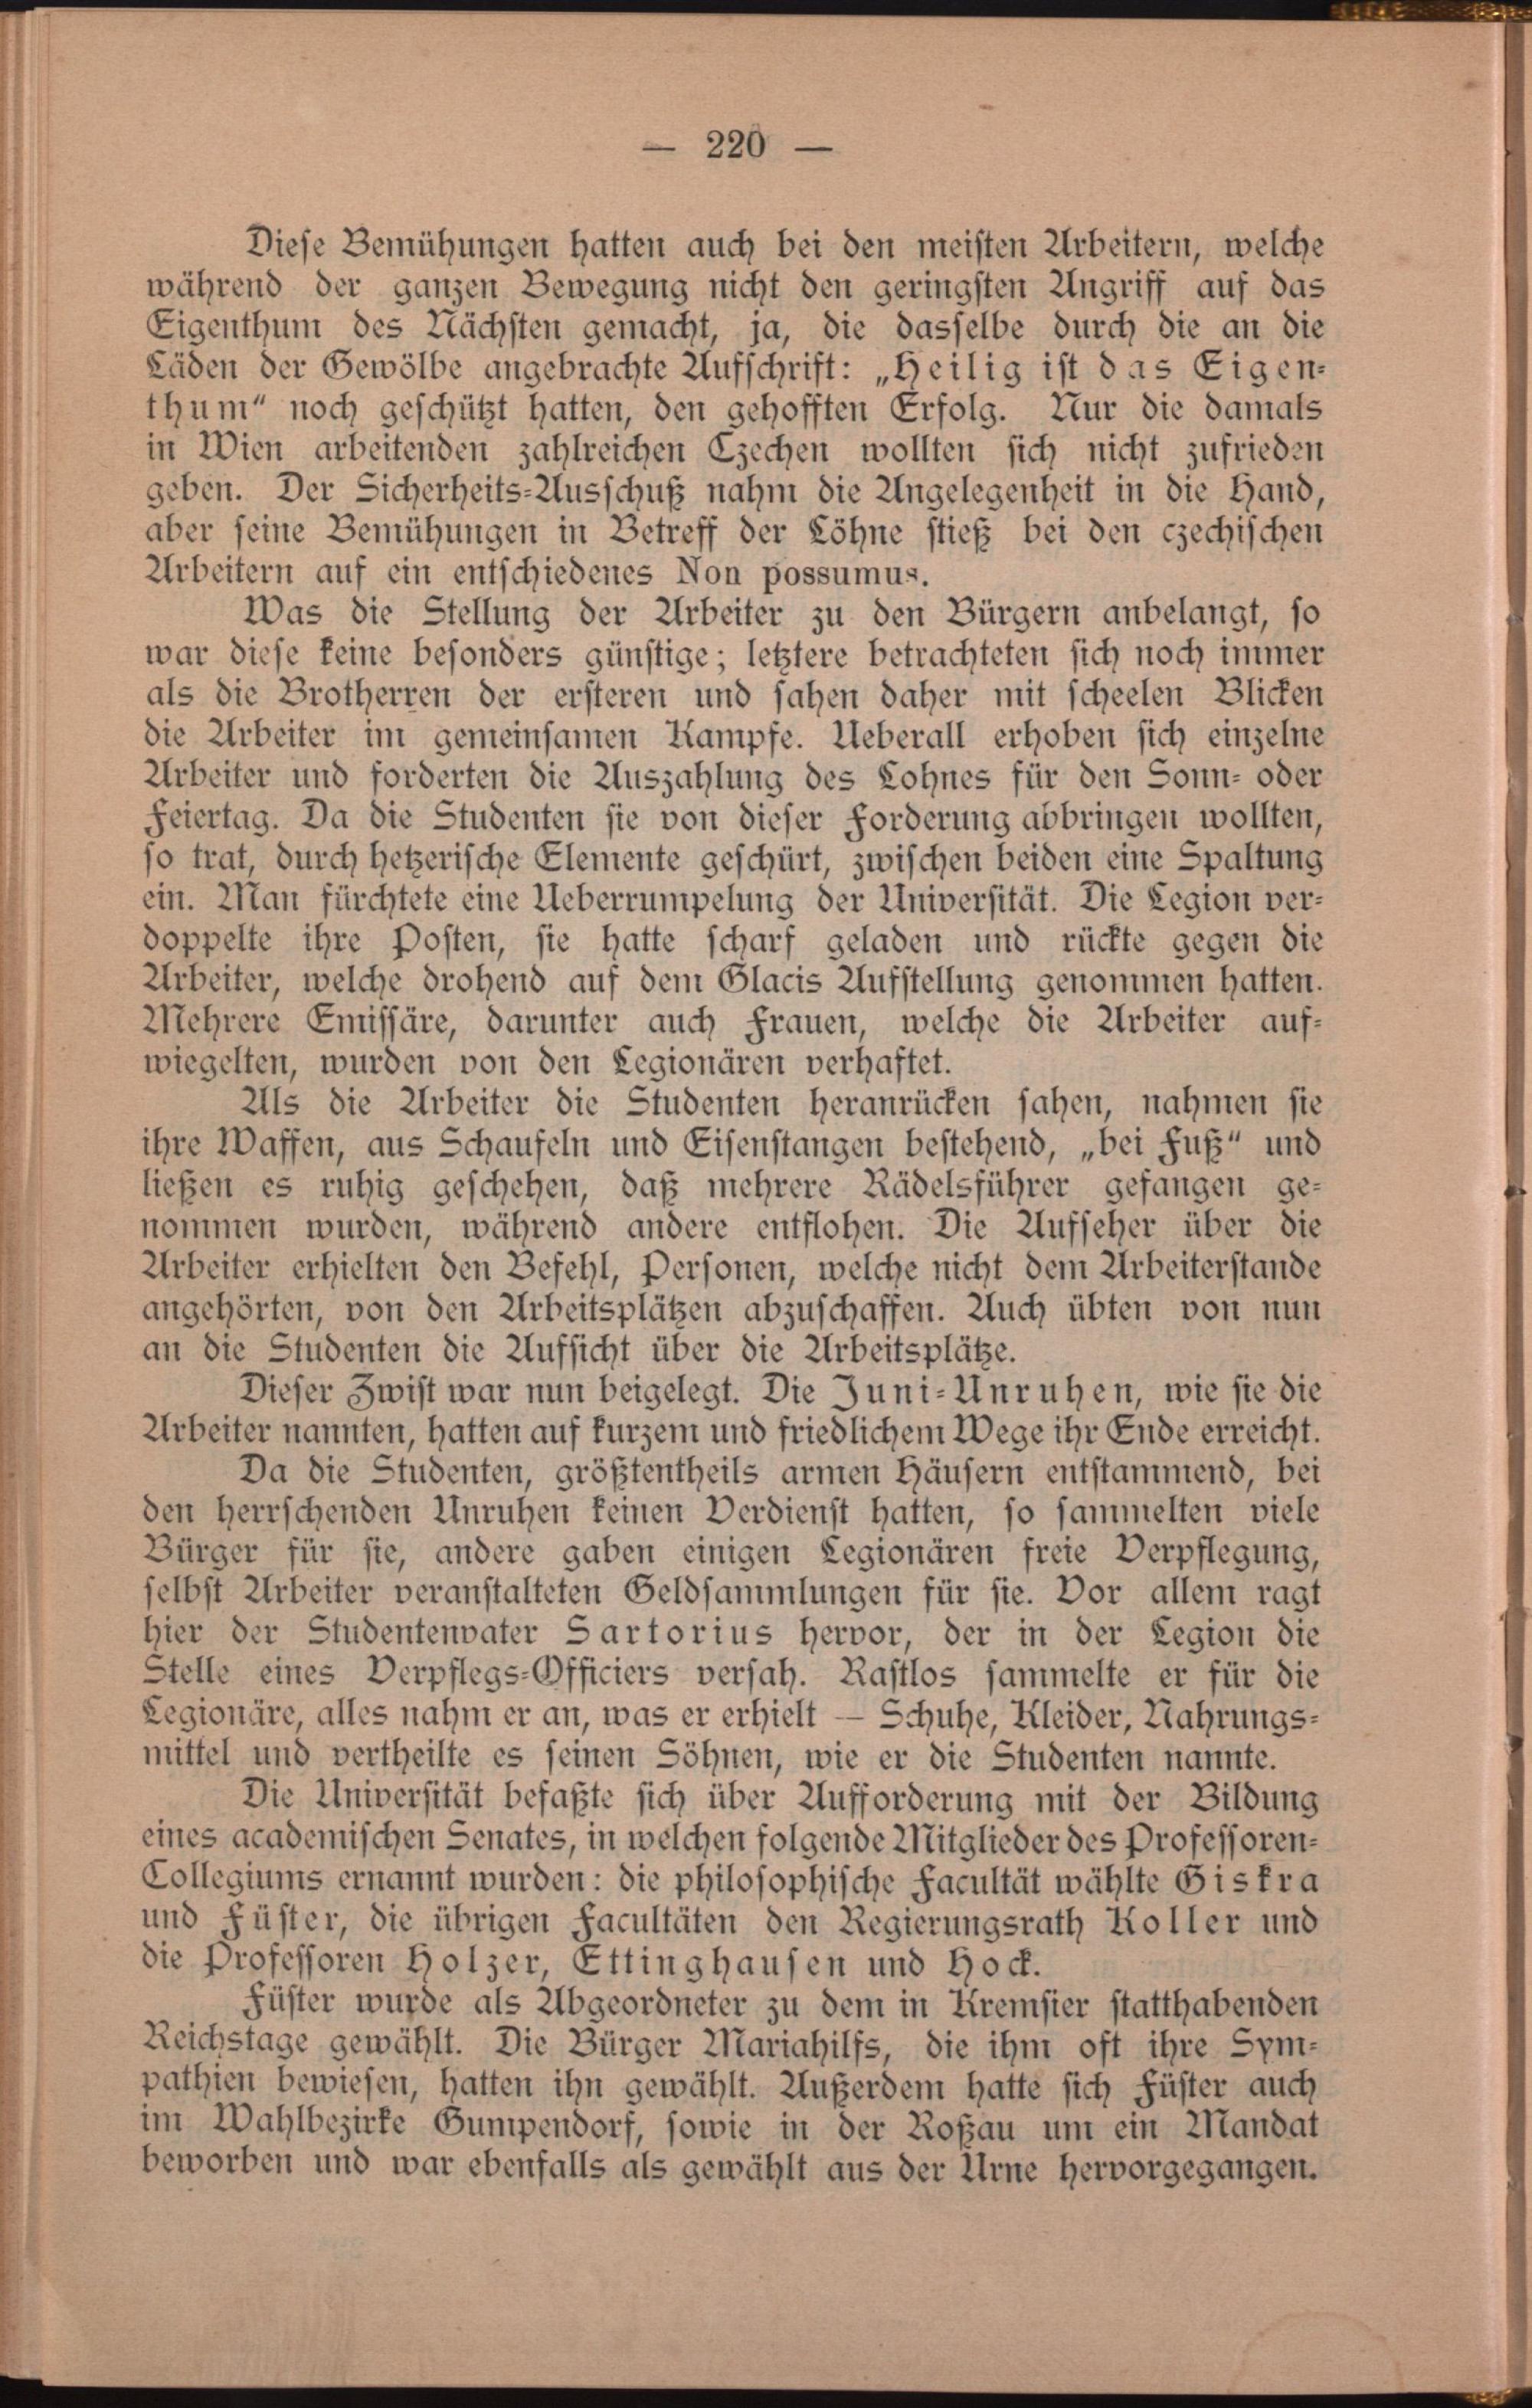 — 220 —
Diese Bemühungen hatten auch bei den meisten Arbeitern, welche
während der ganzen Bewegung nicht den geringsten Angriff auf das
Eigenthum des Nächsten gemacht, ja, die dasselbe durch die an die
Läden der Gewölbe angebrachte Aufschrift: „Heilig ist das Eigen-
thum“ noch geschützt hatten, den gehofften Erfolg. Nur die damals
in Wien arbeitenden zahlreichen Czechen wollten sich nicht zufrieden
geben. Der Sicherheits-Ausschuß nahm die Angelegenheit in die Hand,
aber seine Bemühungen in Betreff der Löhne stieß bei den czechischen
Arbeitern auf ein entschiedenes Non possumus.
Was die Stellung der Arbeiter zu den Bürgern anbelangt, so
war diese keine besonders günstige; letztere betrachteten sich noch immer
als die Brotherren der ersteren und sahen daher mit scheelen Blicken
die Arbeiter im gemeinsamen Kampfe. Ueberall erhoben sich einzelne
Arbeiter und forderten die Auszahlung des Lohnes für den Sonn- oder
Feiertag. Da die Studenten sie von dieser Forderung abbringen wollten,
so trat, durch hetzerische Elemente geschürt, zwischen beiden eine Spaltung
ein. Man fürchtete eine Ueberrumpelung der Universität. Die Legion ver-
doppelte ihre Posten, sie hatte scharf geladen und rückte gegen die
Arbeiter, welche drohend auf dem Glacis Aufstellung genommen hatten.
Mehrere Emissäre, darunter auch Frauen, welche die Arbeiter auf-
wiegelten, wurden von den Legionären verhaftet.
Als die Arbeiter die Studenten heranrücken sahen, nahmen sie
ihre Waffen, aus Schaufeln und Eisenstangen bestehend, „bei Fuß“ und
ließen es ruhig geschehen, daß mehrere Rädelsführer gefangen ge-
nommen wurden, während andere entflohen. Die Aufseher über die
Arbeiter erhielten den Befehl, Personen, welche nicht dem Arbeiterstande
angehörten, von den Arbeitsplätzen abzuschaffen. Auch übten von nun
an die Studenten die Aufsicht über die Arbeitsplätze.
Dieser Zwist war nun beigelegt. Die Juni-Unruhen, wie sie die
Arbeiter nannten, hatten auf kurzem und friedlichem Wege ihr Ende erreicht.
Da die Studenten, größtentheils armen Häusern entstammend, bei
den herrschenden Unruhen keinen Verdienst hatten, so sammelten viele
Bürger für sie, andere gaben einigen Legionären freie Verpflegung,
selbst Arbeiter veranstalteten Geldsammlungen für sie. Vor allem ragt
hier der Studentenvater Sartorius hervor, der in der Legion die
Stelle eines Verpflegs-Officiers versah. Rastlos sammelte er für die
Legionäre, alles nahm er an, was er erhielt — Schuhe, Kleider, Nahrungs-
mittel und vertheilte es seinen Söhnen, wie er die Studenten nannte.
Die Universität befaßte sich über Aufforderung mit der Bildung
eines academischen Senates, in welchen folgende Mitglieder des Professoren-
Collegiums ernannt wurden: die philosophische Facultät wählte Giskra
und Füster, die übrigen Facultäten den Regierungsrath Koller und
die Professoren Holzer, Ettinghausen und Hock.
Füster wurde als Abgeordneter zu dem in Kremsier statthabenden
Reichstage gewählt. Die Bürger Mariahilfs, die ihm oft ihre Sym-
pathien bewiesen, hatten ihn gewählt. Außerdem hatte sich Füster auch
im Wahlbezirke Gumpendorf, sowie in der Roßau um ein Mandat
beworben und war ebenfalls als gewählt aus der Urne hervorgegangen.